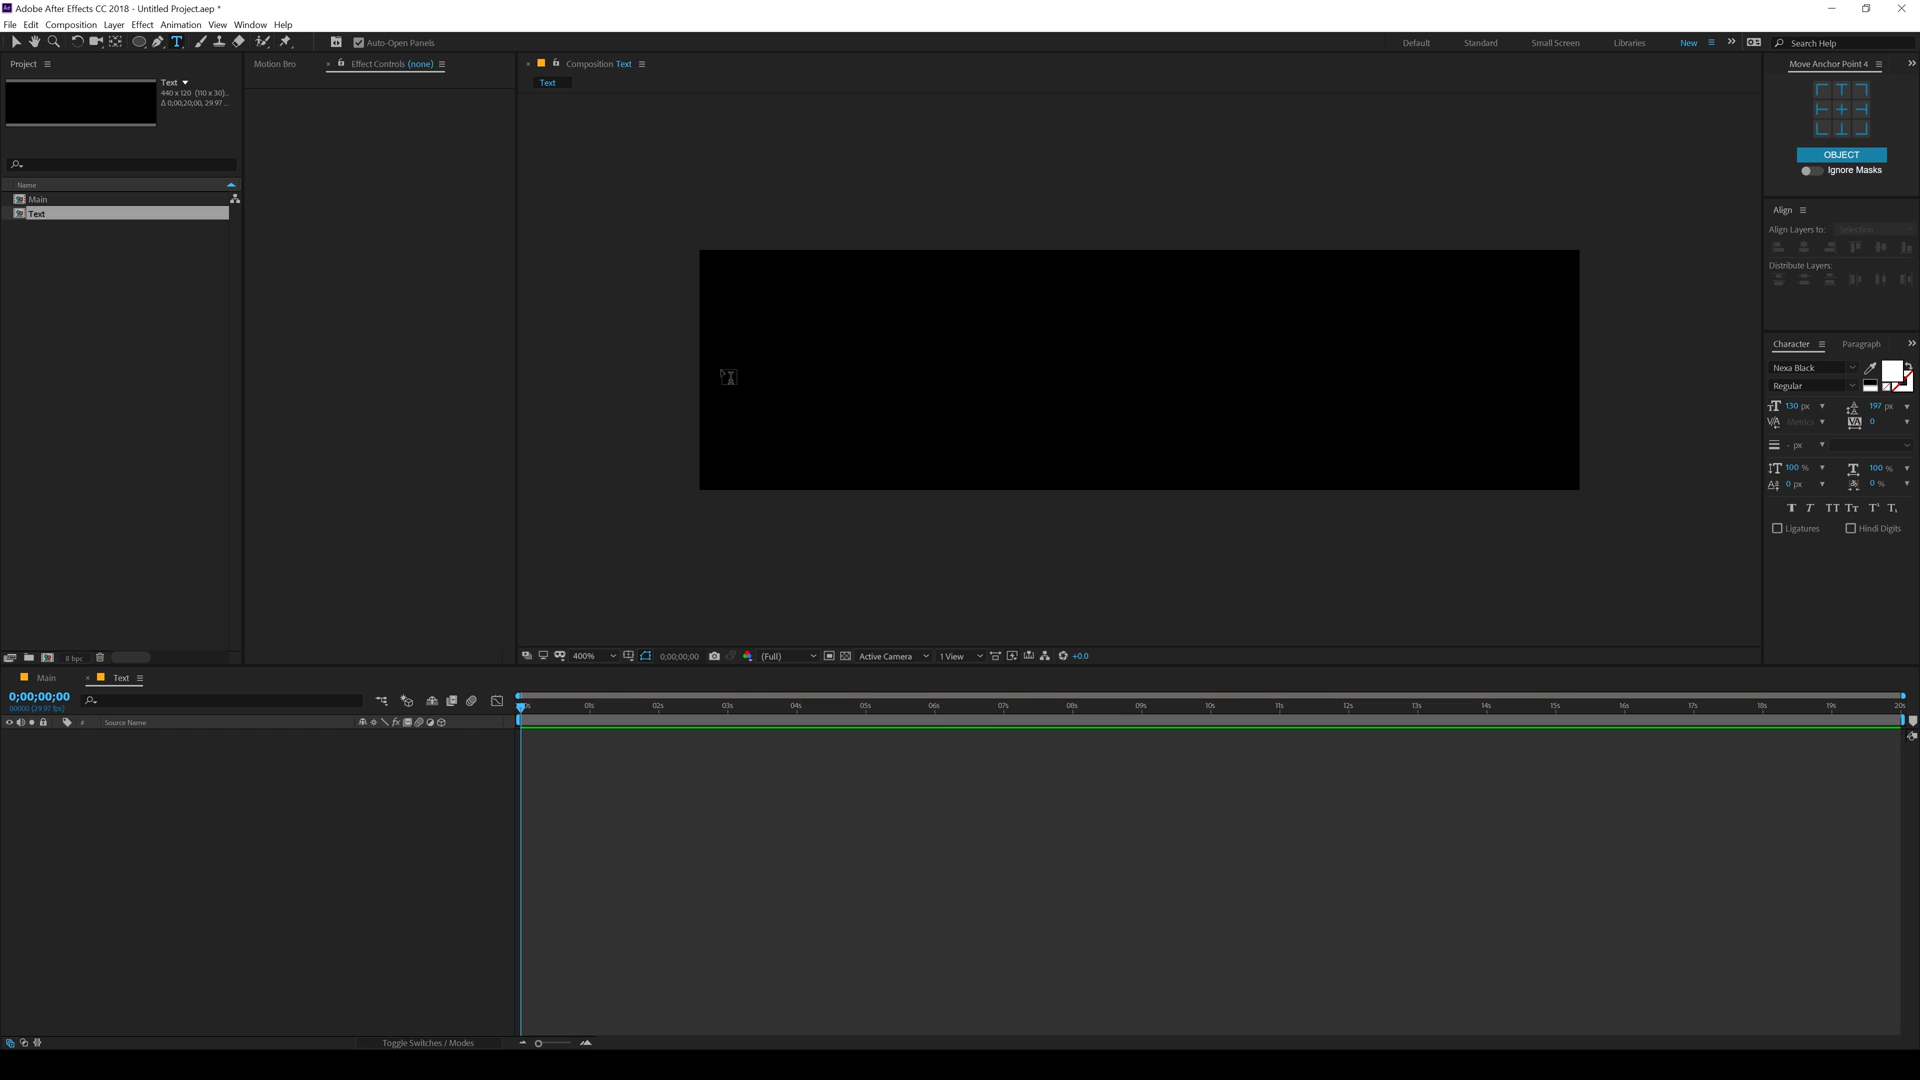 Adobe After Effects CC 2018 - Untitled Project.aep *
File Edit Composition Layer Effect Animation View Window Help
Auto-Open Panels
Default Standard Small Screen Libraries New Search Help
Project
Motion Bro Effect Controls (none)
Composition Text
Text
Move Anchor Point 4
Text
440 x 120 (110 x 30)...
Δ 0;00;20;00, 29.97 ...
OBJECT
Ignore Masks
Name
Main
Text
Align
Align Layers to: Selection
Distribute Layers:
Character Paragraph
Nexa Black
Regular
130 px 197 px
Metrics 0
- px
100 % 100 %
0 px 0 %
Ligatures Hindi Digits
8 bpc
400% 0;00;00;00 (Full) Active Camera 1 View +0.0
Main Text
0;00;00;00
00000 (29.97 fps)
# Source Name
01s 02s 03s 04s 05s 06s 07s 08s 09s 10s 11s 12s 13s 14s 15s 16s 17s 18s 19s 20s
Toggle Switches / Modes